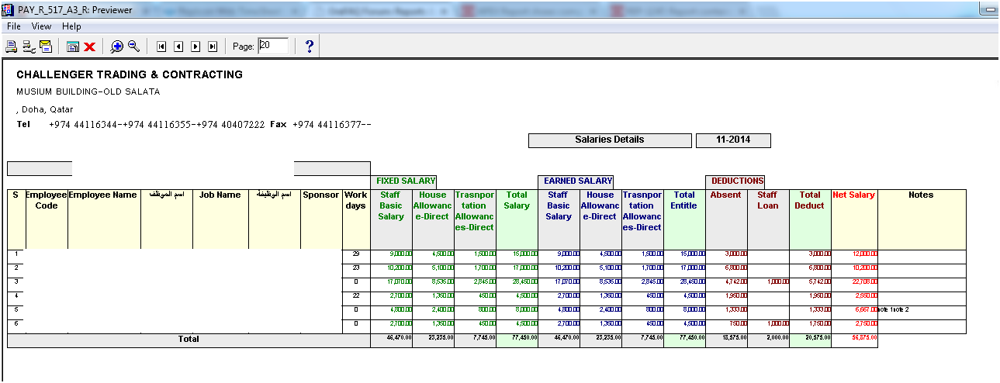 PAY_R_517_A3_R: Previewer
File View Help
Page: 20 ?
CHALLENGER TRADING & CONTRACTING
MUSIUM BUILDING-OLD SALATA
, Doha, Qatar
Tel +974 44116344-+974 44116355-+974 40407222 Fax +974 44116377--
Salaries Details 11-2014
FIXED SALARY EARNED SALARY DEDUCTIONS
S Employee Employee Name اسم الموظف Job Name اسم الوظيفة Sponsor Work Staff House Trasnpor Total Staff House Trasnpor Total Absent Staff Total Net Salary Notes
Code days Basic Allowanc tation Salary Basic Allowanc tation Entitle Loan Deduct
Salary e-Direct Allowanc Salary e-Direct Allowanc
es-Direct es-Direct
1 29 9,000.00 4,500.00 1,500.00 15,000.00 9,000.00 4,500.00 1,500.00 15,000.00 3,000.00 3,000.00 12,000.00
2 23 10,200.00 5,100.00 1,700.00 17,000.00 10,200.00 5,100.00 1,700.00 17,000.00 6,800.00 6,800.00 10,200.00
3 0 17,070.00 8,535.00 2,845.00 28,450.00 17,070.00 8,535.00 2,845.00 28,450.00 4,742.00 1,000.00 5,742.00 22,708.00
4 22 2,700.00 1,350.00 450.00 4,500.00 2,700.00 1,350.00 450.00 4,500.00 1,950.00 1,950.00 2,550.00
5 0 4,800.00 2,400.00 800.00 8,000.00 4,800.00 2,400.00 800.00 8,000.00 1,333.00 1,333.00 6,667.00 note 1note 2
6 0 2,700.00 1,350.00 450.00 4,500.00 2,700.00 1,350.00 450.00 4,500.00 750.00 1,000.00 1,750.00 2,750.00
Total 46,470.00 23,235.00 7,745.00 77,450.00 46,470.00 23,235.00 7,745.00 77,450.00 18,575.00 2,000.00 20,575.00 56,875.00